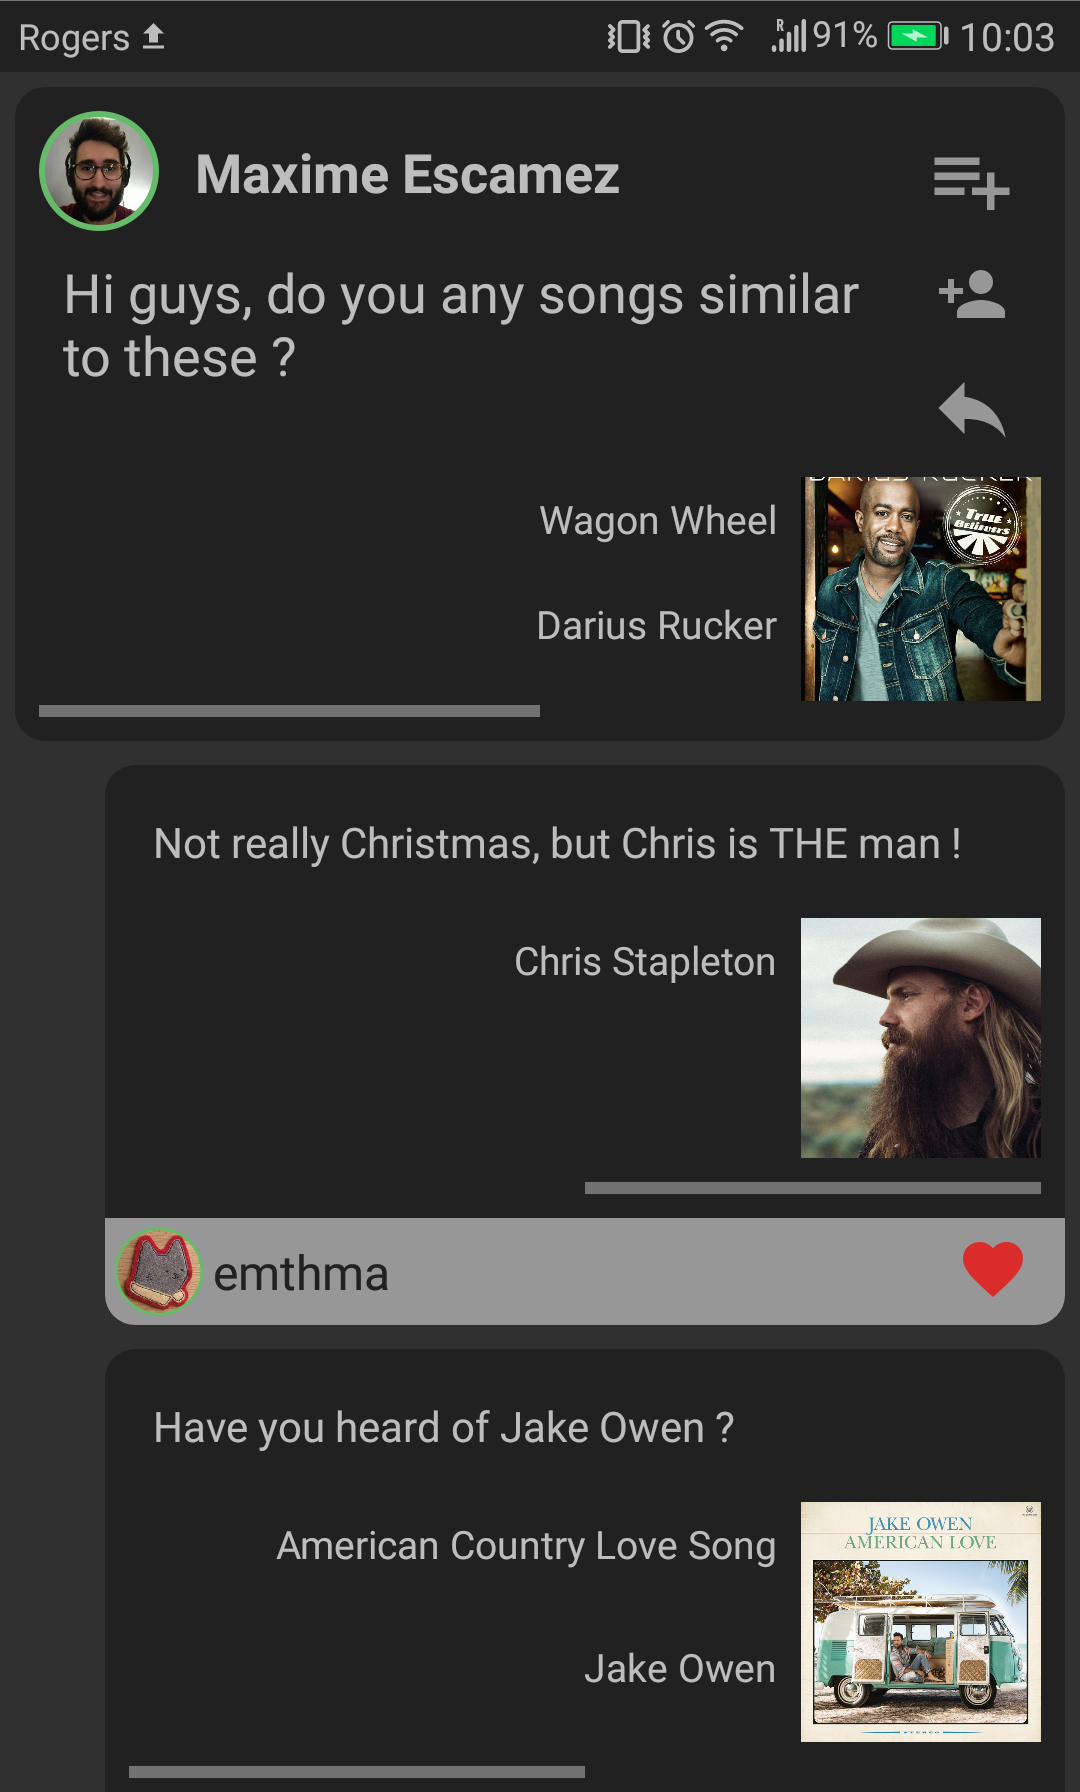 Rogers
R
91%
10:03
Maxime Escamez
Hi guys, do you any songs similar
to these ?
DARIUS RUCKER
True
Believers
Wagon Wheel
Darius Rucker
Not really Christmas, but Chris is THE man !
Chris Stapleton
emthma
Have you heard of Jake Owen ?
JAKE OWEN
AMERICAN LOVE
American Country Love Song
Jake Owen
STEREO